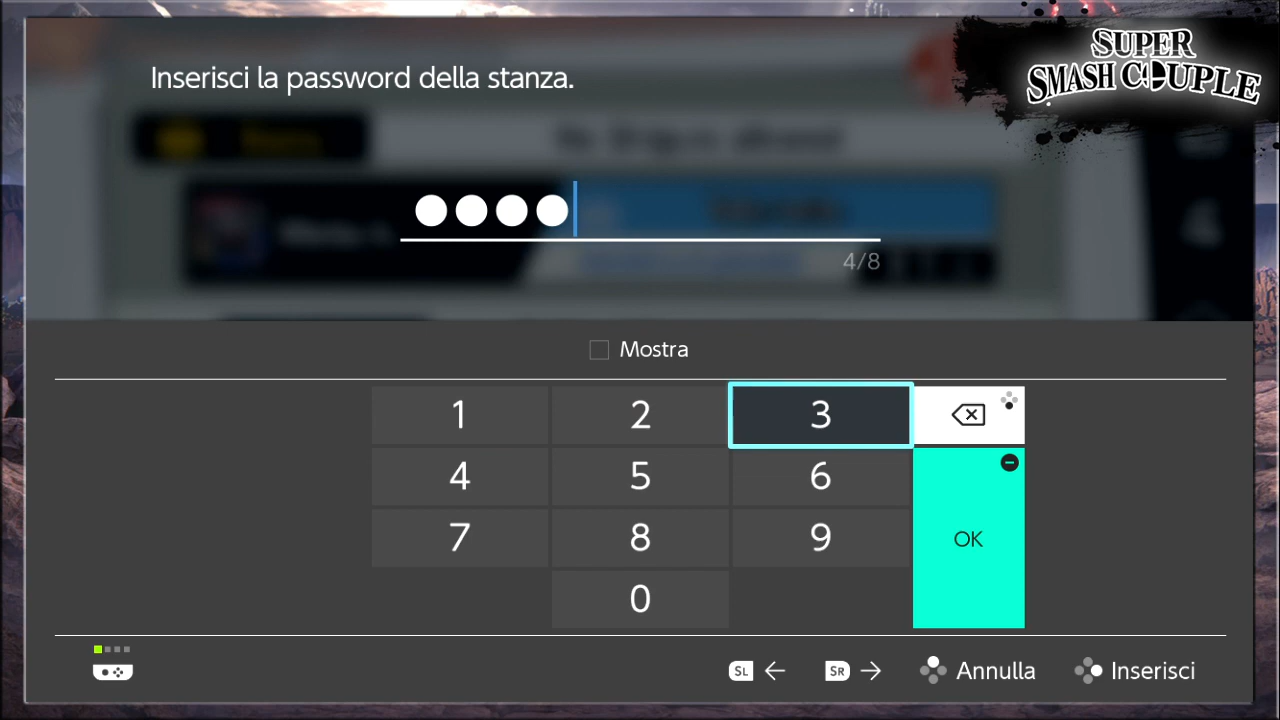 Inserisci la password della stanza.
SUPER
SMASH COUPLE
4/8
Mostra
1 2 3
4 5 6
7 8 9
OK
0
SL ← SR → Annulla Inserisci